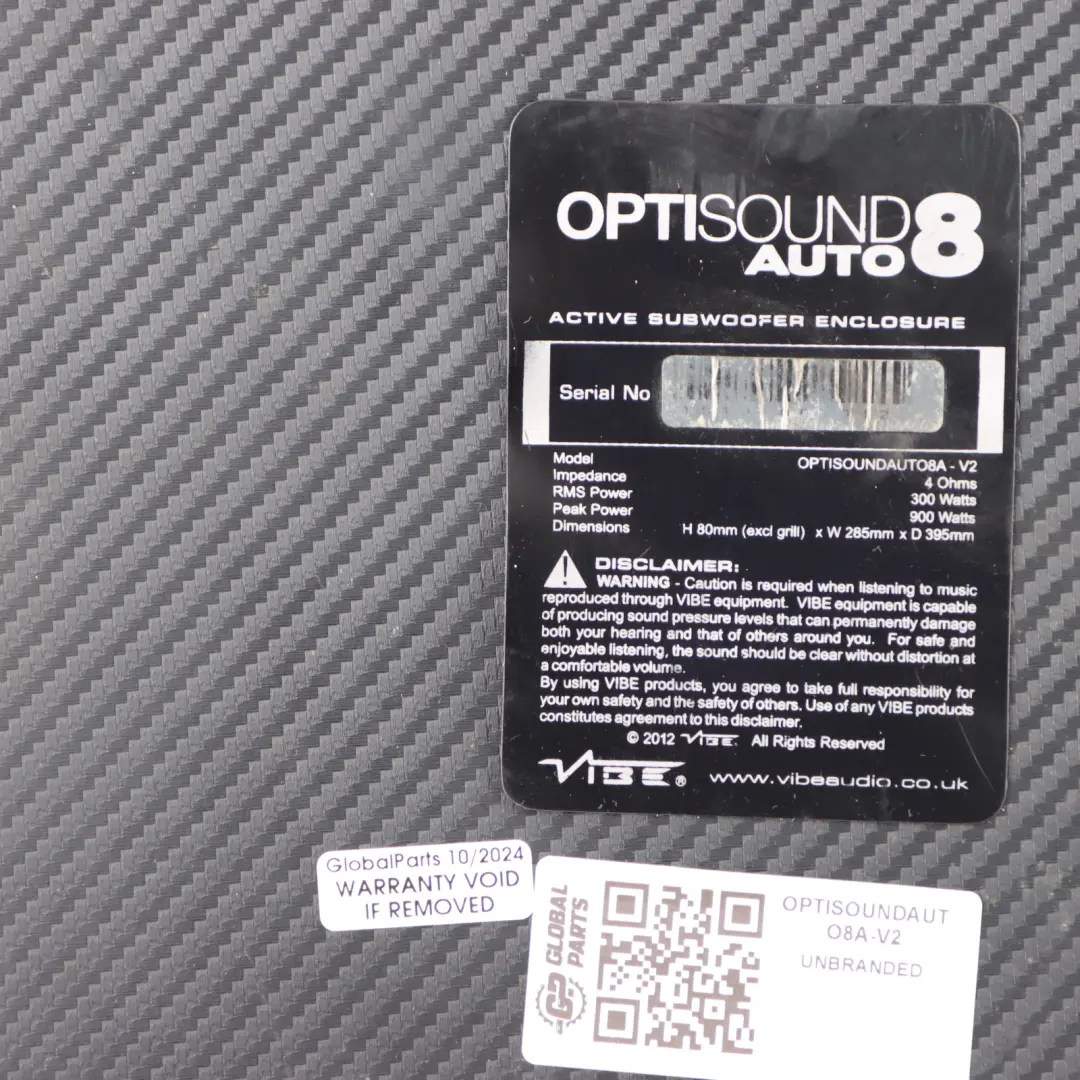 OPTISOUND8
AUTO
ACTIVE SUBWOOFER ENCLOSURE
Serial No
Model OPTISOUNDAUTO8A - V2
Impedance 4 Ohms
RMS Power 300 Watts
Peak Power 900 Watts
Dimensions H 80mm (excl grill) x W 285mm x D 395mm
DISCLAIMER:
WARNING - Caution is required when listening to music
reproduced through VIBE equipment. VIBE equipment is capable
of producing sound pressure levels that can permanently damage
both your hearing and that of others around you. For safe and
enjoyable listening, the sound should be clear without distortion at
a comfortable volume.
By using VIBE products, you agree to take full responsibility for
your own safety and the safety of others. Use of any VIBE products
constitutes agreement to this disclaimer.
© 2012 VIBE. All Rights Reserved
VIBE® www.vibeaudio.co.uk
GlobalParts 10/2024
WARRANTY VOID
IF REMOVED
GP GLOBAL
PARTS
OPTISOUNDAUT
O8A-V2
UNBRANDED